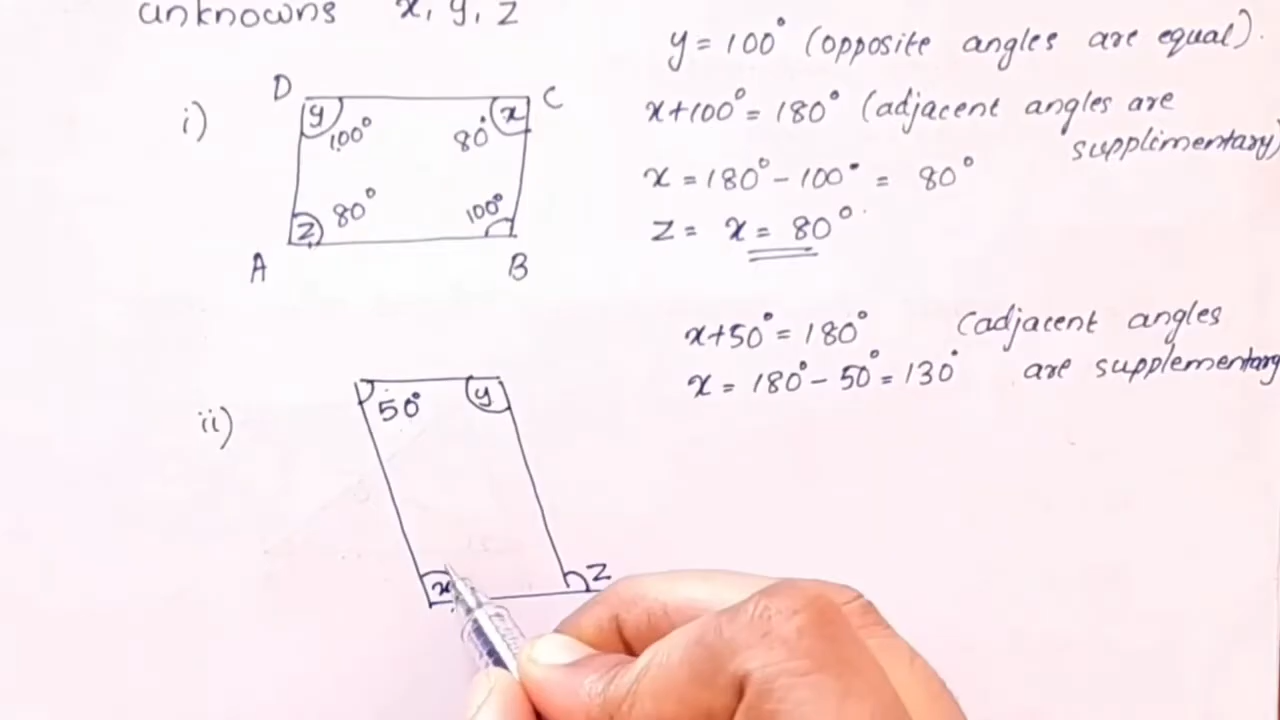 unknowns x, y, z
i)
D
C
y
100°
x
80°
z
80°
100°
A
B
y = 100° (opposite angles are equal).
x+100° = 180° (adjacent angles are
supplimentary)
x = 180° - 100° = 80°
z = x = 80°
ii)
50°
y
x
z
x+50° = 180° (adjacent angles
x = 180° - 50° = 130° are supplementary